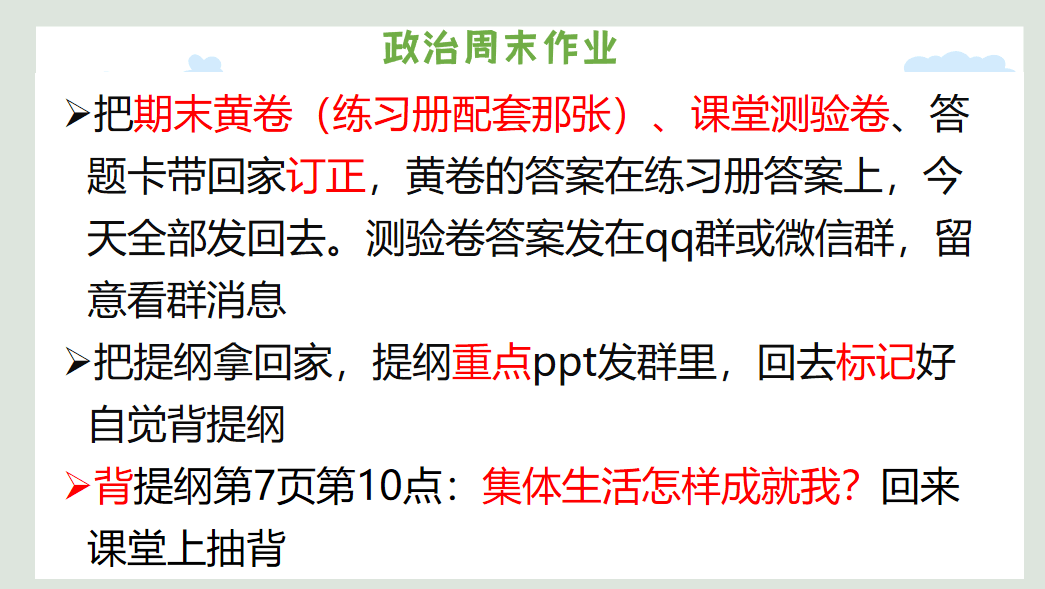 政治周末作业
➢把期末黄卷（练习册配套那张）、课堂测验卷、答
题卡带回家订正，黄卷的答案在练习册答案上，今
天全部发回去。测验卷答案发在qq群或微信群，留
意看群消息
➢把提纲拿回家，提纲重点ppt发群里，回去标记好
自觉背提纲
➢背提纲第7页第10点：集体生活怎样成就我？回来
课堂上抽背